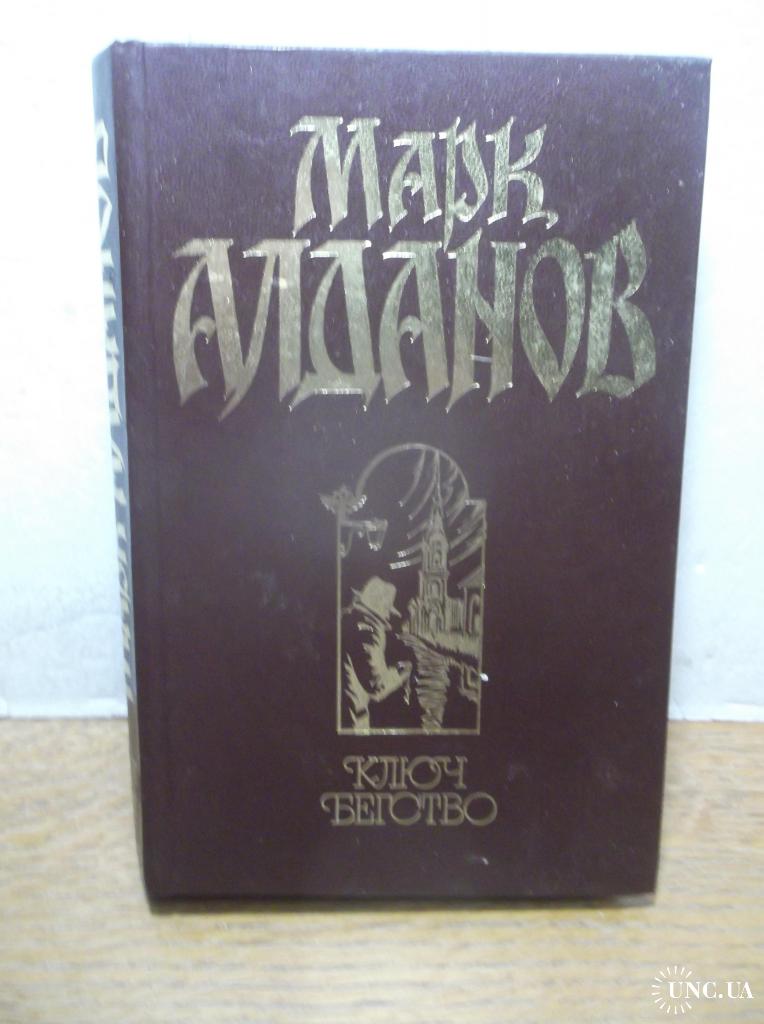 Марк
Алданов
Ключ
Бегство
UNC.UA